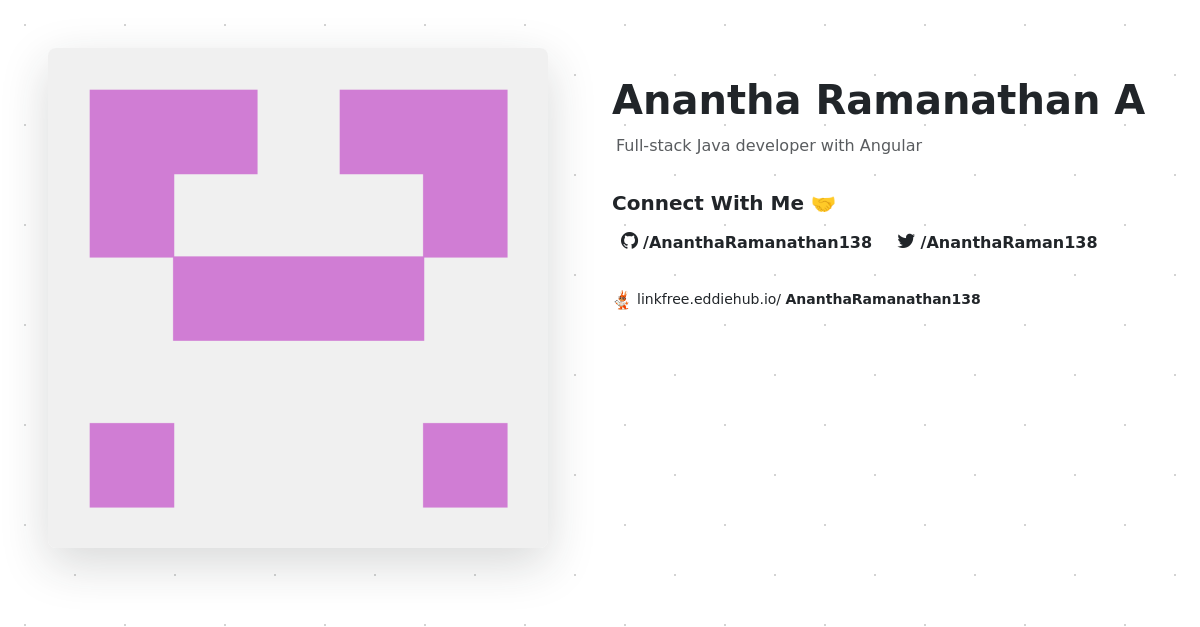 Anantha Ramanathan A
Full-stack Java developer with Angular
Connect With Me 🤝
/AnanthaRamanathan138 /AnanthaRaman138
linkfree.eddiehub.io/ AnanthaRamanathan138